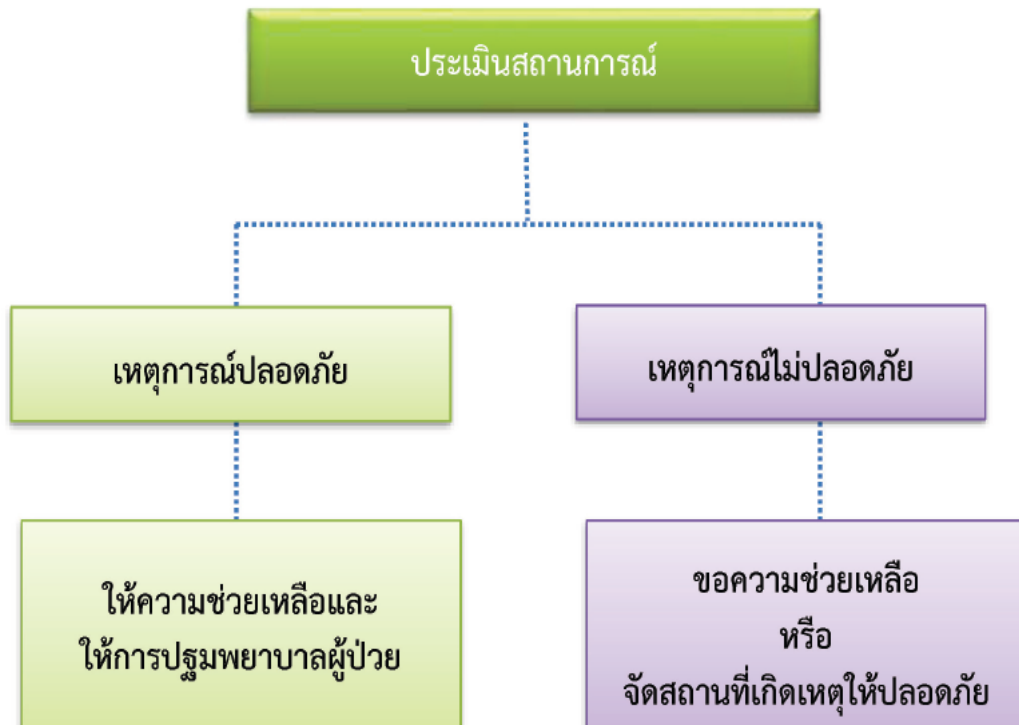 ประเมินสถานการณ์
เหตุการณ์ปลอดภัย
เหตุการณ์ไม่ปลอดภัย
ให้ความช่วยเหลือและ
ให้การปฐมพยาบาลผู้ป่วย
ขอความช่วยเหลือ
หรือ
จัดสถานที่เกิดเหตุให้ปลอดภัย